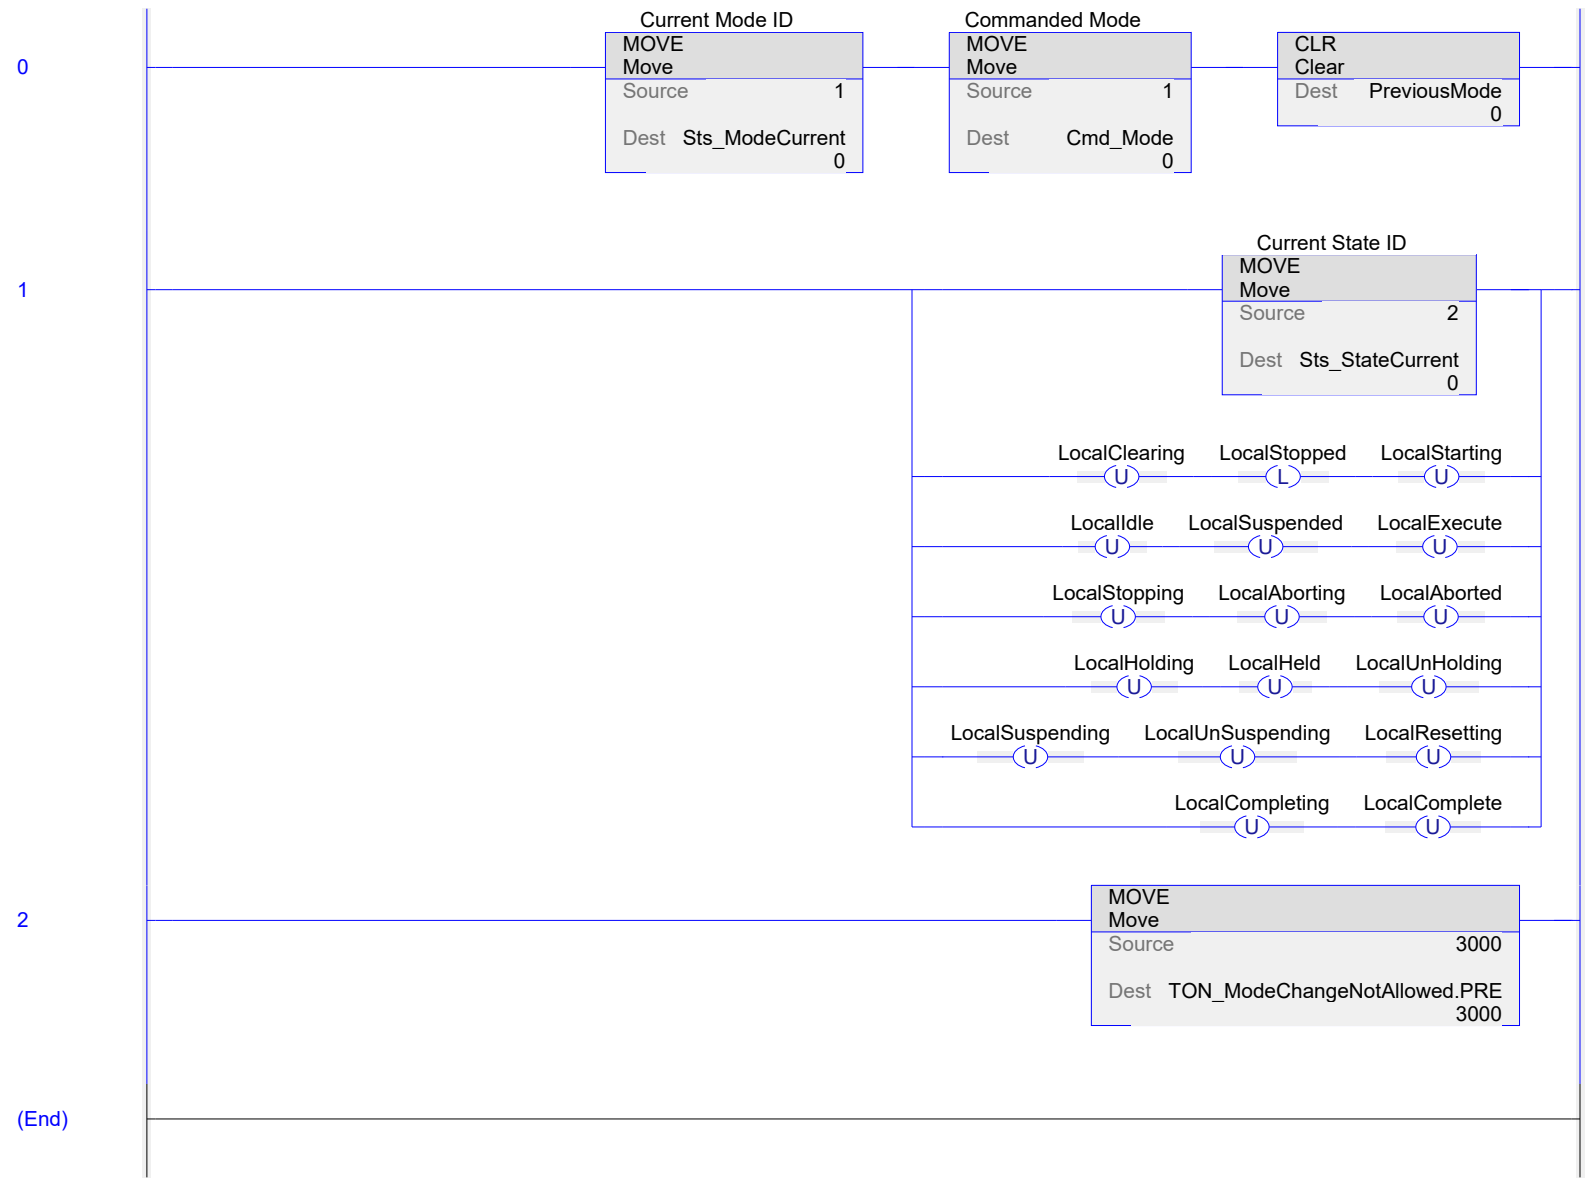 Current Mode ID
Commanded Mode
0
MOVE
Move
Source 1
Dest Sts_ModeCurrent
0
MOVE
Move
Source 1
Dest Cmd_Mode
0
CLR
Clear
Dest PreviousMode
0
Current State ID
1
MOVE
Move
Source 2
Dest Sts_StateCurrent
0
LocalClearing LocalStopped LocalStarting
U L U
LocalIdle LocalSuspended LocalExecute
U U U
LocalStopping LocalAborting LocalAborted
U U U
LocalHolding LocalHeld LocalUnHolding
U U U
LocalSuspending LocalUnSuspending LocalResetting
U U U
LocalCompleting LocalComplete
U U
2
MOVE
Move
Source 3000
Dest TON_ModeChangeNotAllowed.PRE
3000
(End)